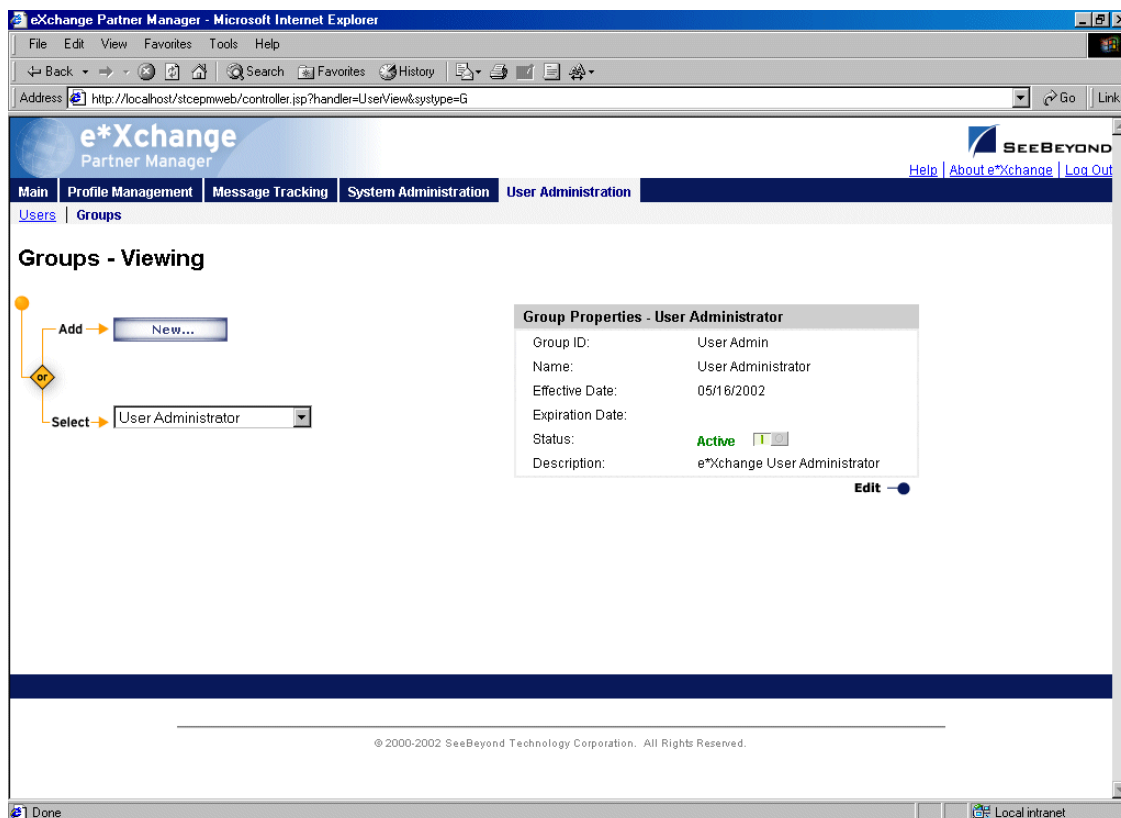 eXchange Partner Manager - Microsoft Internet Explorer
File Edit View Favorites Tools Help
Back Search Favorites History
Address http://localhost/stcepmweb/controller.jsp?handler=UserView&systype=G Go Link
e*Xchange
Partner Manager
SEEBEYOND
Help | About e*Xchange | Log Out
Main Profile Management Message Tracking System Administration User Administration
Users | Groups
Groups - Viewing
Add New...
or
Select User Administrator
Group Properties - User Administrator
Group ID: User Admin
Name: User Administrator
Effective Date: 05/16/2002
Expiration Date:
Status: Active 1 0
Description: e*Xchange User Administrator
Edit
© 2000-2002 SeeBeyond Technology Corporation. All Rights Reserved.
Done Local intranet